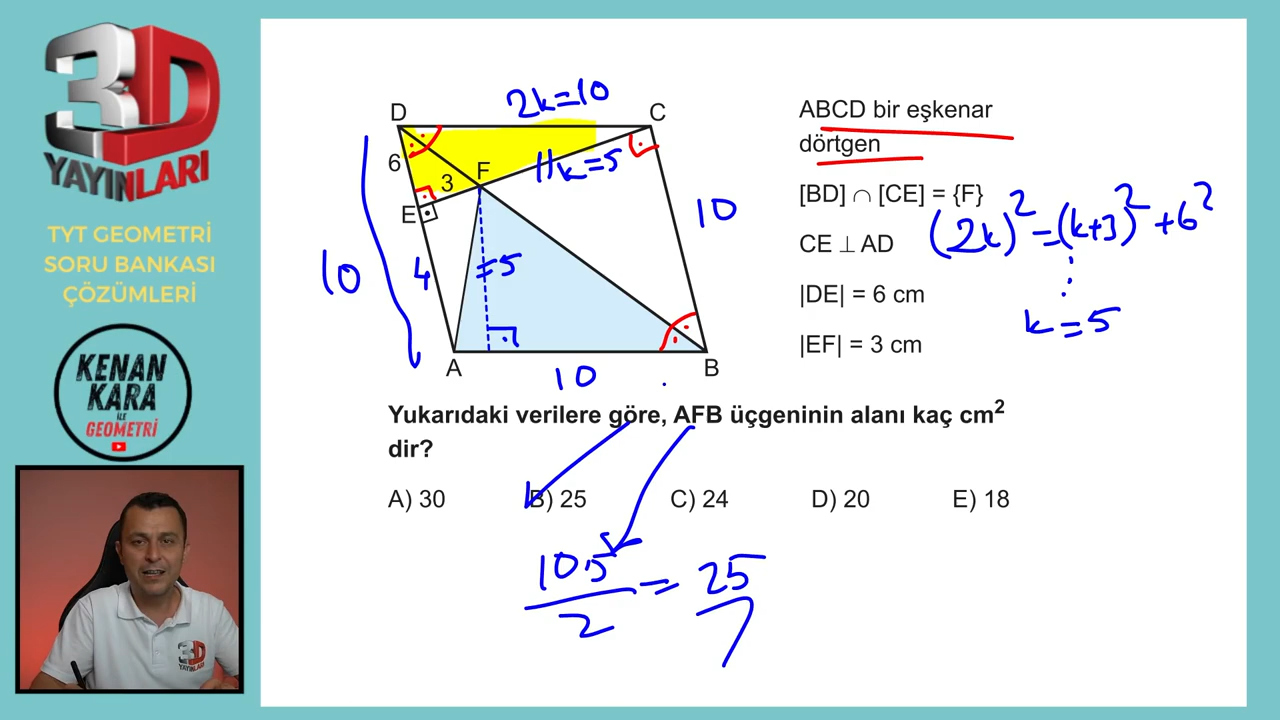 3D
YAYINLARI
TYT GEOMETRİ
SORU BANKASI
ÇÖZÜMLERİ
KENAN
KARA
İLE
GEOMETRİ
3D
YAYINLARI
D
2k=10
C
6
3
F
k=5
E
10
4
=5
10
A
10
B
ABCD bir eşkenar
dörtgen
[BD] ∩ [CE] = {F}
(2k)² = (k+3)² + 6²
CE ⊥ AD
|DE| = 6 cm
k = 5
|EF| = 3 cm
Yukarıdaki verilere göre, AFB üçgeninin alanı kaç cm²
dir?
A) 30 B) 25 C) 24 D) 20 E) 18
10.5
2
= 25